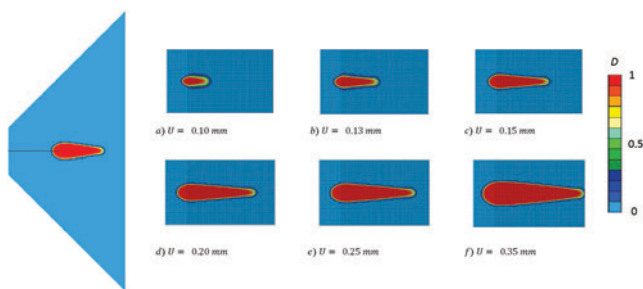 D
1
0.5
0
a) U = 0.10 mm
b) U = 0.13 mm
c) U = 0.15 mm
d) U = 0.20 mm
e) U = 0.25 mm
f) U = 0.35 mm